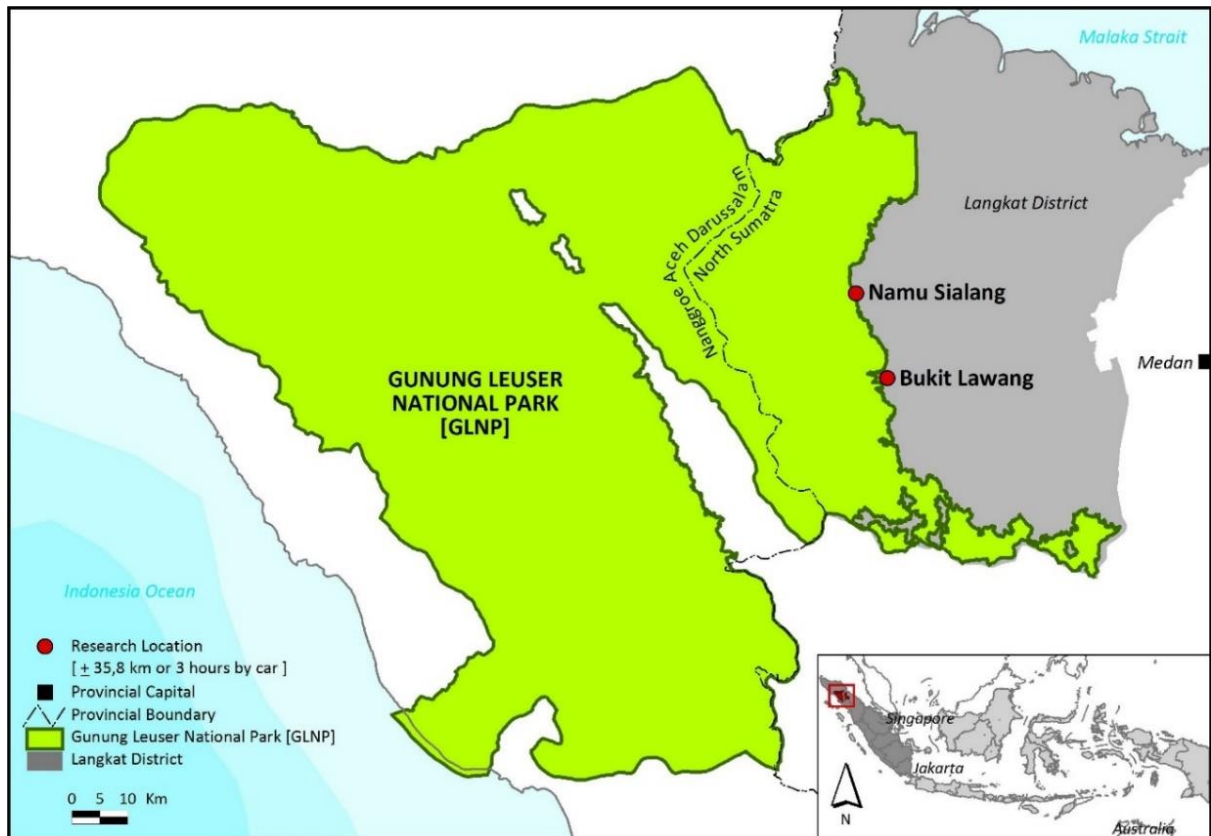 Malaka Strait
Langkat District
Nanggroe Aceh Darussalam
North Sumatra
Namu Sialang
Medan
Bukit Lawang
GUNUNG LEUSER
NATIONAL PARK
[GLNP]
Indonesia Ocean
Research Location
[ ± 35,8 km or 3 hours by car ]
Provincial Capital
Provincial Boundary
Gunung Leuser National Park [GLNP]
Langkat District
0 5 10 Km
N
Singapore
Jakarta
Australia